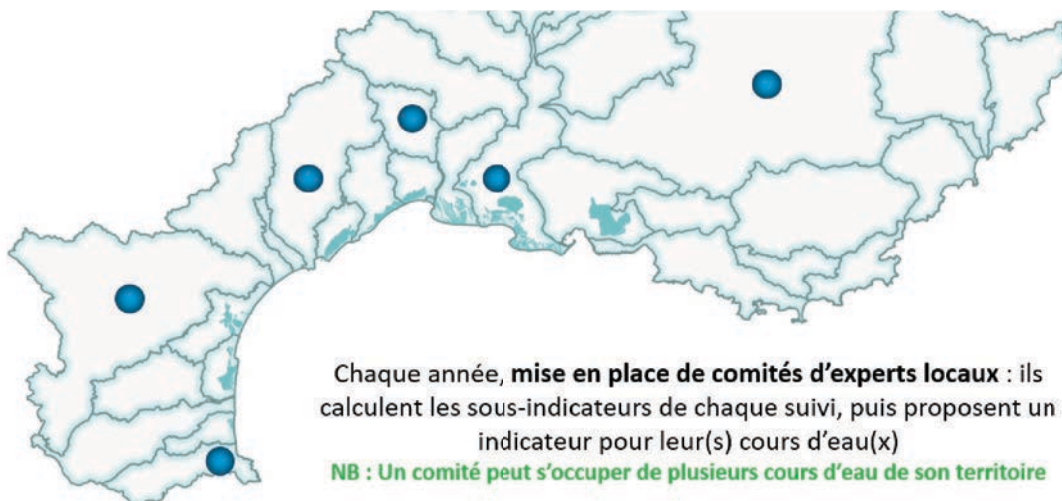 Chaque année, mise en place de comités d'experts locaux : ils
calculent les sous-indicateurs de chaque suivi, puis proposent un
indicateur pour leur(s) cours d'eau(x)
NB : Un comité peut s'occuper de plusieurs cours d'eau de son territoire